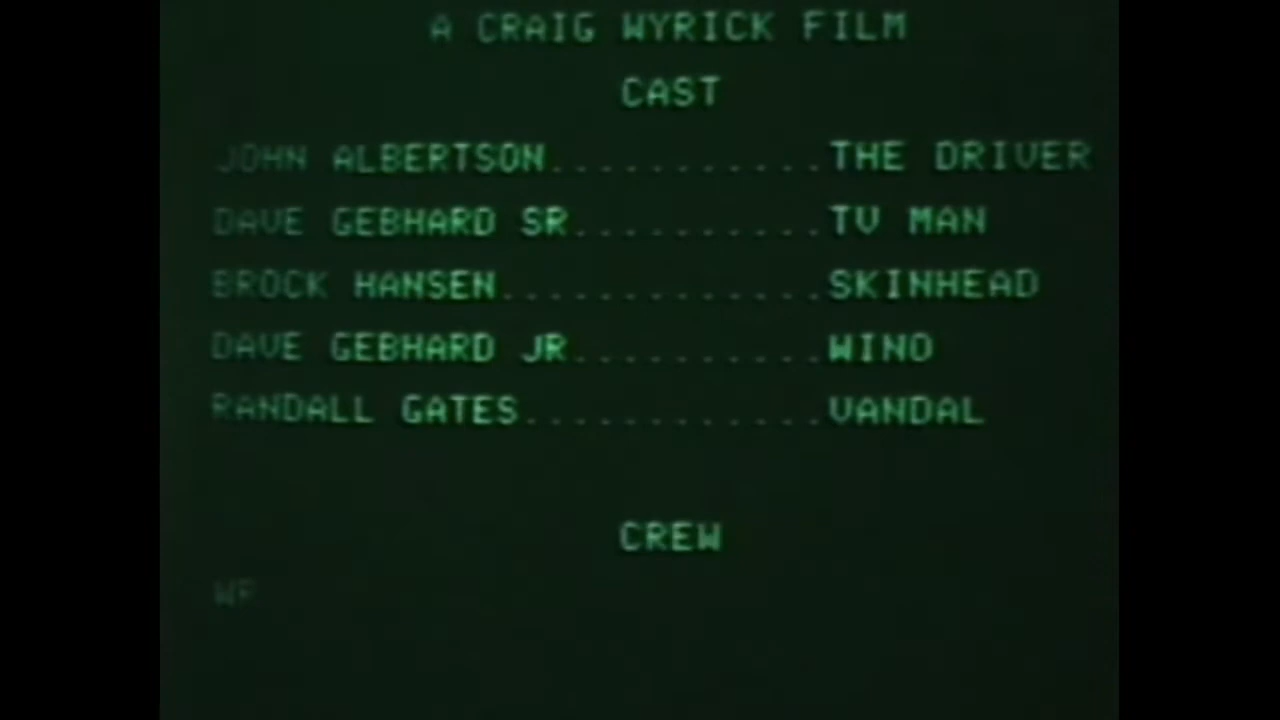 A CRAIG WYRICK FILM
CAST
JOHN ALBERTSON............THE DRIVER
DAVE GEBHARD SR...........TV MAN
BROCK HANSEN..............SKINHEAD
DAVE GEBHARD JR...........WINO
RANDALL GATES.............VANDAL
CREW